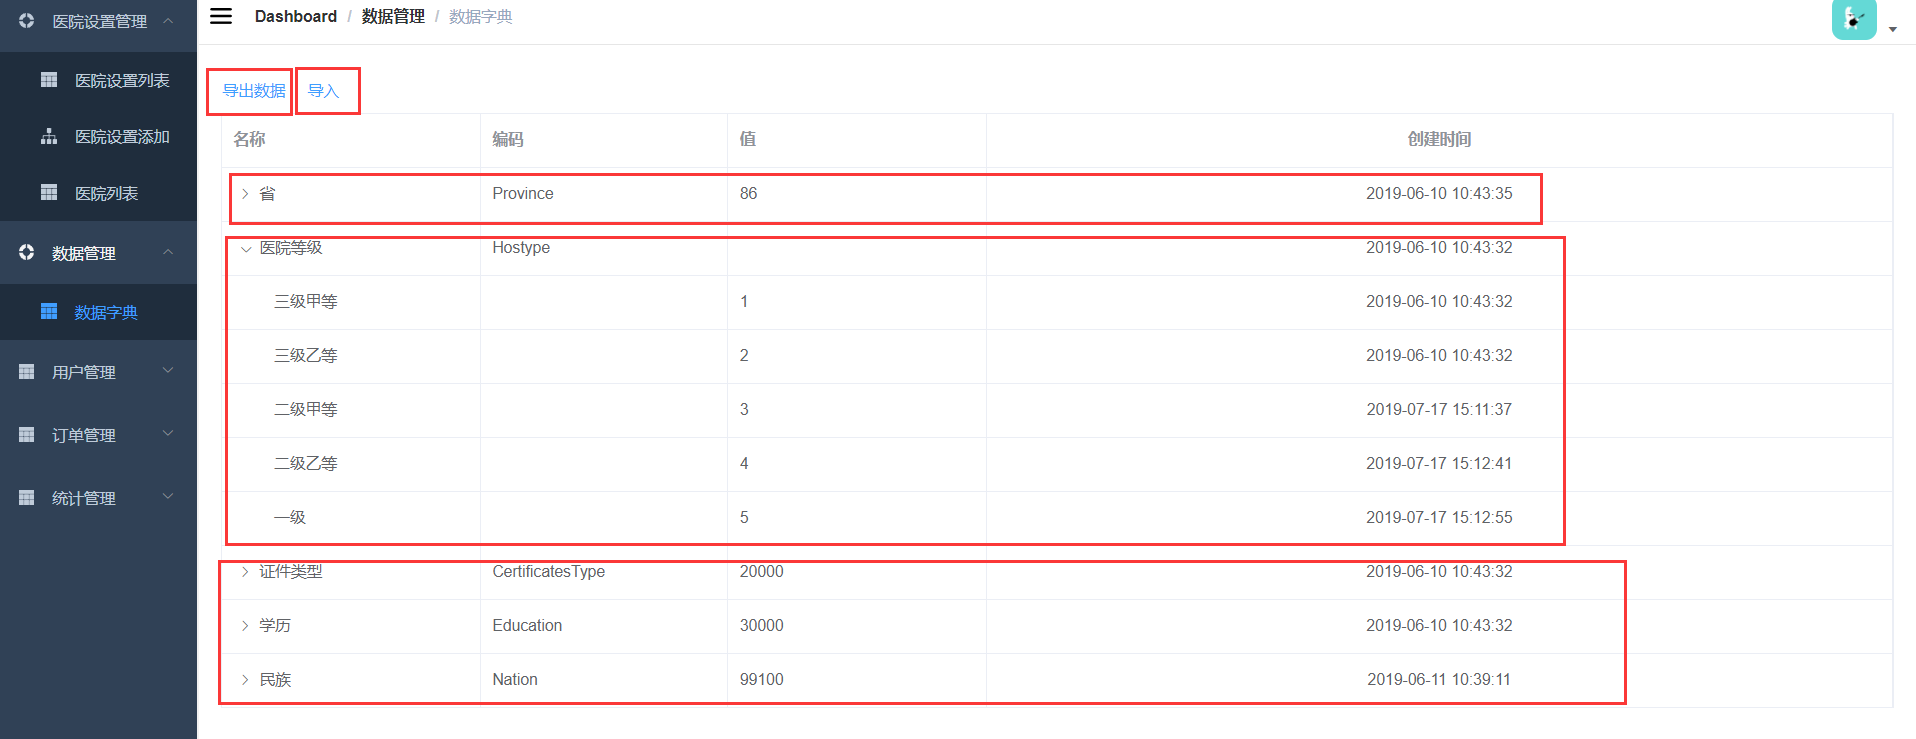 医院设置管理
医院设置列表
医院设置添加
医院列表
数据管理
数据字典
用户管理
订单管理
统计管理
Dashboard / 数据管理 / 数据字典
导出数据 导入
名称 编码 值 创建时间
省 Province 86 2019-06-10 10:43:35
医院等级 Hostype 2019-06-10 10:43:32
三级甲等 1 2019-06-10 10:43:32
三级乙等 2 2019-06-10 10:43:32
二级甲等 3 2019-07-17 15:11:37
二级乙等 4 2019-07-17 15:12:41
一级 5 2019-07-17 15:12:55
证件类型 CertificatesType 20000 2019-06-10 10:43:32
学历 Education 30000 2019-06-10 10:43:32
民族 Nation 99100 2019-06-11 10:39:11